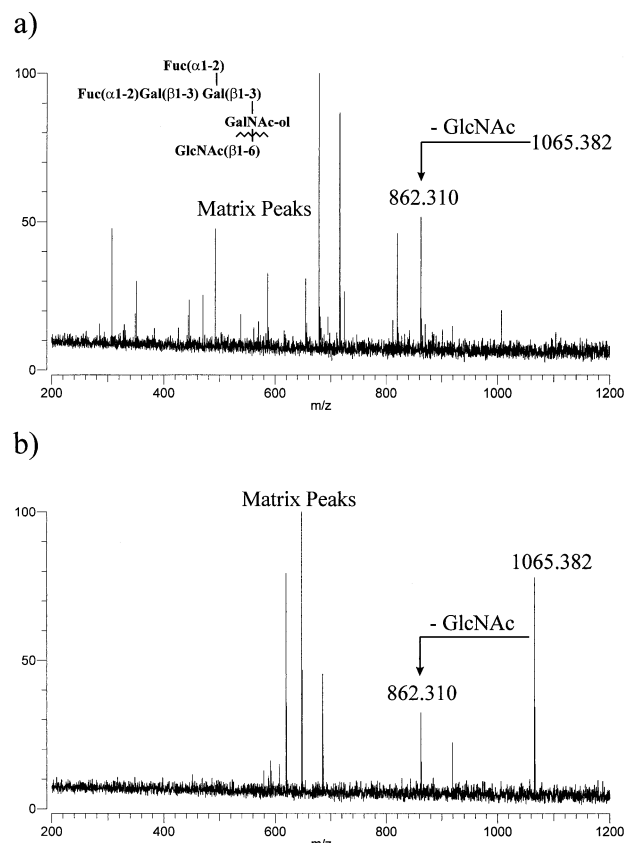 a)
Fuc(α1-2)
Fuc(α1-2)Gal(β1-3) Gal(β1-3)
GalNAc-ol
GlcNAc(β1-6)
- GlcNAc
1065.382
862.310
Matrix Peaks
100
50
0
200 400 600 800 1000 1200
m/z
b)
Matrix Peaks
1065.382
- GlcNAc
862.310
100
50
0
200 400 600 800 1000 1200
m/z